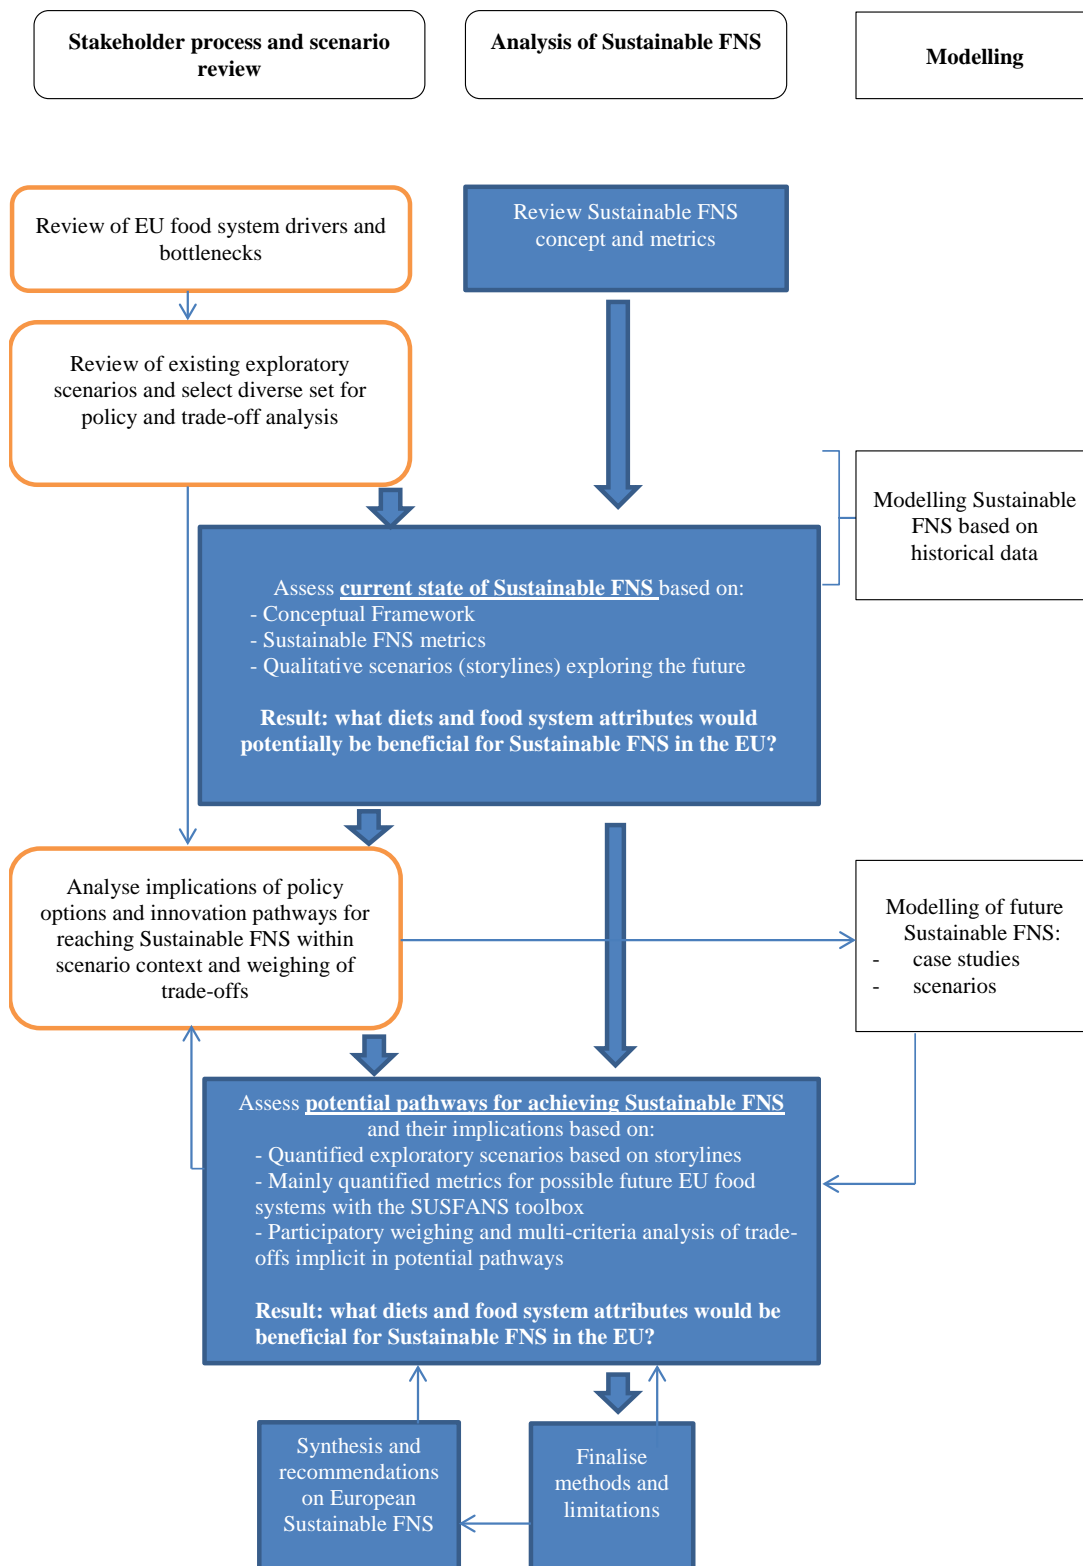 Stakeholder process and scenario
review
Analysis of Sustainable FNS
Modelling
Review of EU food system drivers and
bottlenecks
Review Sustainable FNS
concept and metrics
Review of existing exploratory
scenarios and select diverse set for
policy and trade-off analysis
Modelling Sustainable
FNS based on
historical data
Assess current state of Sustainable FNS based on:
- Conceptual Framework
- Sustainable FNS metrics
- Qualitative scenarios (storylines) exploring the future
Result: what diets and food system attributes would
potentially be beneficial for Sustainable FNS in the EU?
Analyse implications of policy
options and innovation pathways for
reaching Sustainable FNS within
scenario context and weighing of
trade-offs
Modelling of future
Sustainable FNS:
- case studies
- scenarios
Assess potential pathways for achieving Sustainable FNS
and their implications based on:
- Quantified exploratory scenarios based on storylines
- Mainly quantified metrics for possible future EU food
systems with the SUSFANS toolbox
- Participatory weighing and multi-criteria analysis of trade-
offs implicit in potential pathways
Result: what diets and food system attributes would be
beneficial for Sustainable FNS in the EU?
Synthesis and
recommendations
on European
Sustainable FNS
Finalise
methods and
limitations